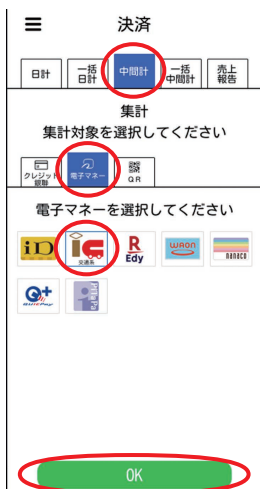 決済
日計
一括
日計
中間計
一括
中間計
売上
報告
集計
集計対象を選択してください
クレジット
銀聯
電子マネー
QR
電子マネーを選択してください
iD
交通系
R
Edy
WAON
nanaco
Q+
QUICPay
PiTaPa
OK